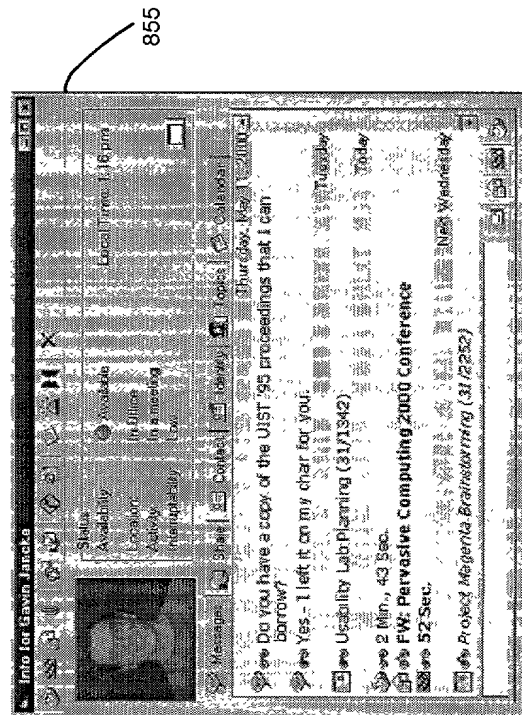 855
Info for Gavin Jancke
Status
Availability Available Local Time: 1:16 pm
Location In Office
Activity In a meeting
Interruptability Low
Message Share Contact Identity Topics Calendar
Thursday, May 11, 2000
Do you have a copy of the UIST '95 proceedings that I can
borrow?
Yes - I left it on my chair for you.
Tuesday
Usability Lab Planning (31/1342)
Today
2 Min., 43 Sec.
FW: Pervasive Computing 2000 Conference
52 Sec.
Next Wednesday
Project Magenta Brainstorming (31/2252)